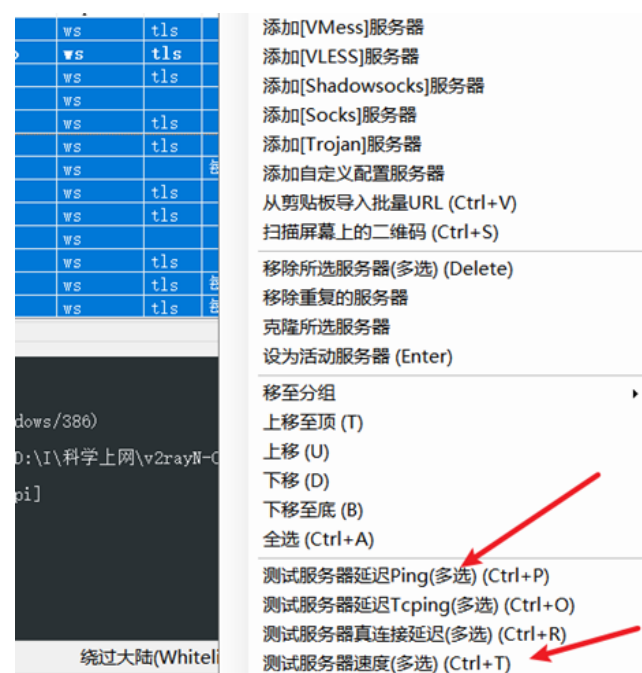 ws tls
ws tls
ws tls
ws
ws tls
ws tls
ws
ws tls
ws tls
ws
ws tls
ws tls
ws tls
dows/386)
D:\I\科学上网\v2rayN-C
pi]
绕过大陆(Whiteli
添加[VMess]服务器
添加[VLESS]服务器
添加[Shadowsocks]服务器
添加[Socks]服务器
添加[Trojan]服务器
添加自定义配置服务器
从剪贴板导入批量URL (Ctrl+V)
扫描屏幕上的二维码 (Ctrl+S)
移除所选服务器(多选) (Delete)
移除重复的服务器
克隆所选服务器
设为活动服务器 (Enter)
移至分组
上移至顶 (T)
上移 (U)
下移 (D)
下移至底 (B)
全选 (Ctrl+A)
测试服务器延迟Ping(多选) (Ctrl+P)
测试服务器延迟Tcping(多选) (Ctrl+O)
测试服务器真连接延迟(多选) (Ctrl+R)
测试服务器速度(多选) (Ctrl+T)